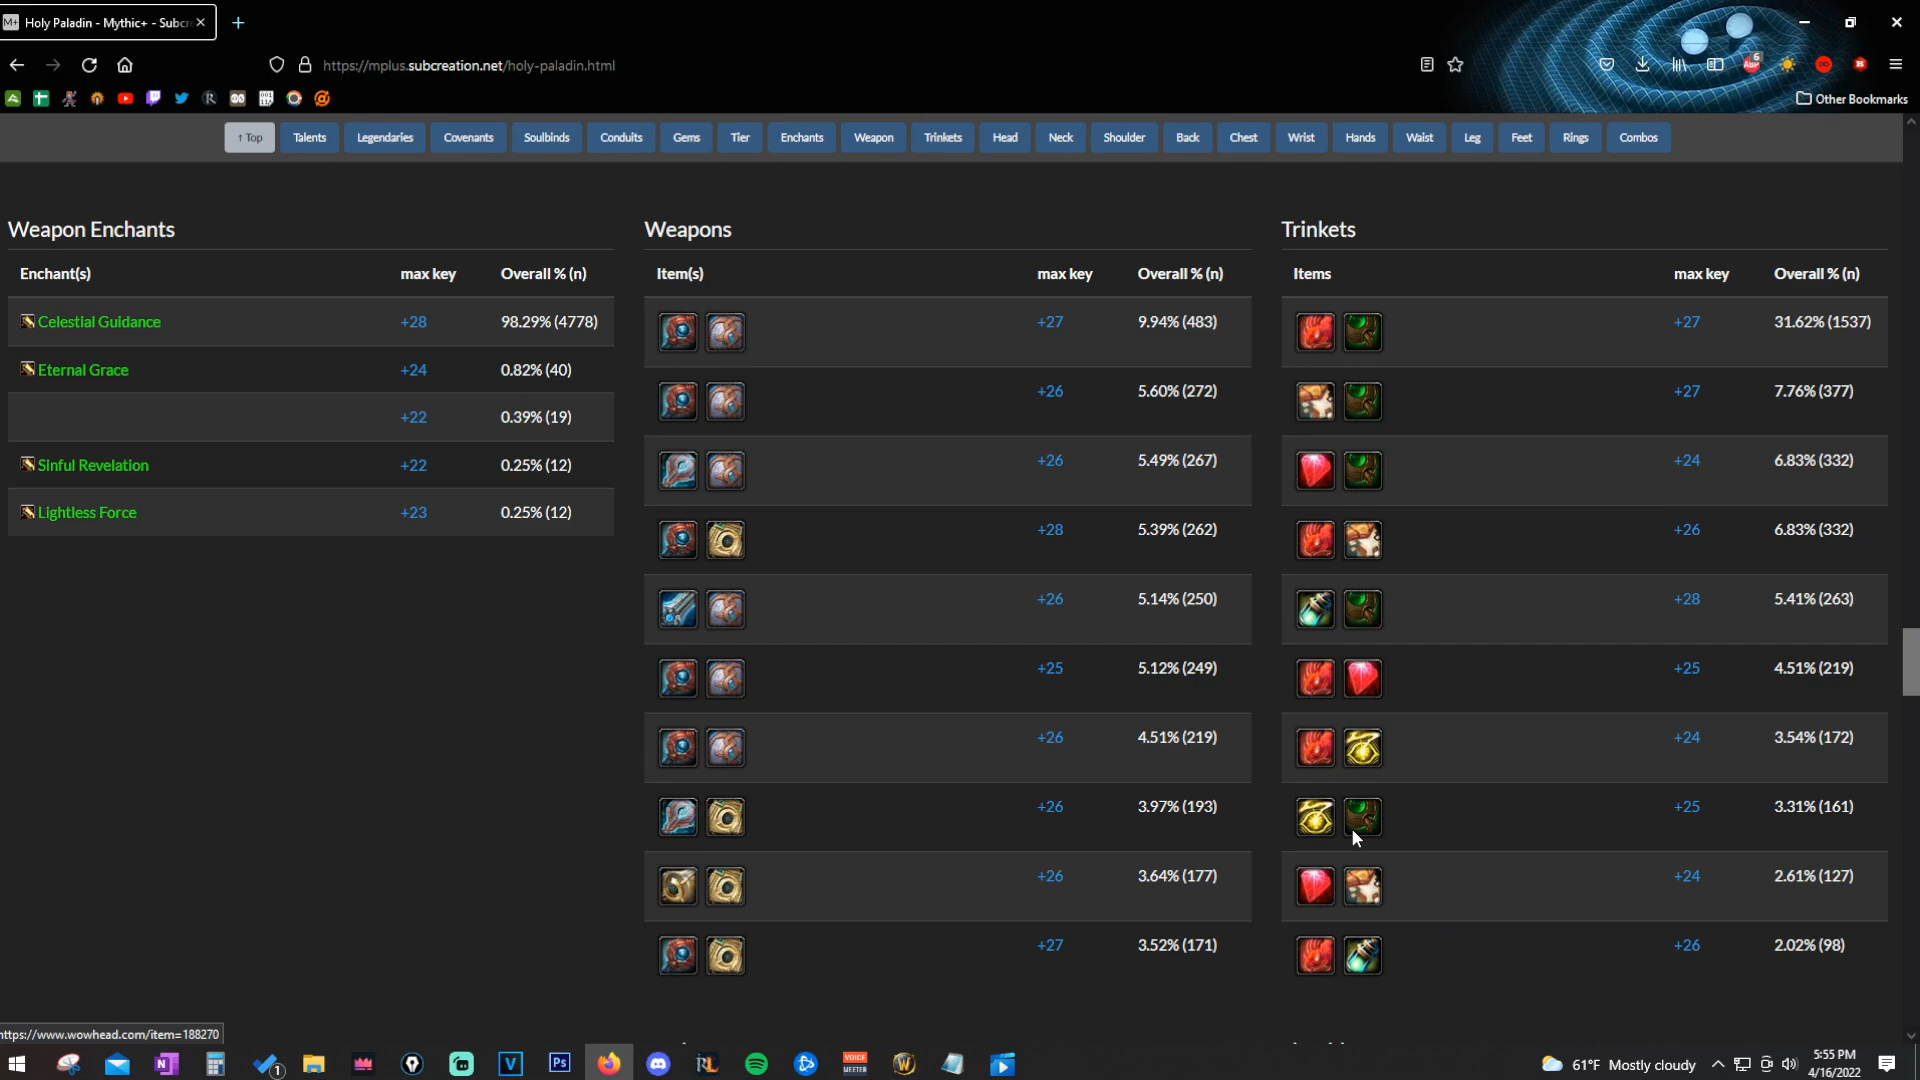 Holy Paladin - Mythic+ - Subcr
https://mplus.subcreation.net/holy-paladin.html
6
Other Bookmarks
↑ Top
Talents
Legendaries
Covenants
Soulbinds
Conduits
Gems
Tier
Enchants
Weapon
Trinkets
Head
Neck
Shoulder
Back
Chest
Wrist
Hands
Waist
Leg
Feet
Rings
Combos
Weapon Enchants
Enchant(s) max key Overall % (n)
Celestial Guidance +28 98.29% (4778)
Eternal Grace +24 0.82% (40)
+22 0.39% (19)
Sinful Revelation +22 0.25% (12)
Lightless Force +23 0.25% (12)
Weapons
Item(s) max key Overall % (n)
+27 9.94% (483)
+26 5.60% (272)
+26 5.49% (267)
+28 5.39% (262)
+26 5.14% (250)
+25 5.12% (249)
+26 4.51% (219)
+26 3.97% (193)
+26 3.64% (177)
+27 3.52% (171)
Trinkets
Items max key Overall % (n)
+27 31.62% (1537)
+27 7.76% (377)
+24 6.83% (332)
+26 6.83% (332)
+28 5.41% (263)
+25 4.51% (219)
+24 3.54% (172)
+25 3.31% (161)
+24 2.61% (127)
+26 2.02% (98)
https://www.wowhead.com/item=188270
61°F Mostly cloudy
5:55 PM
4/16/2022